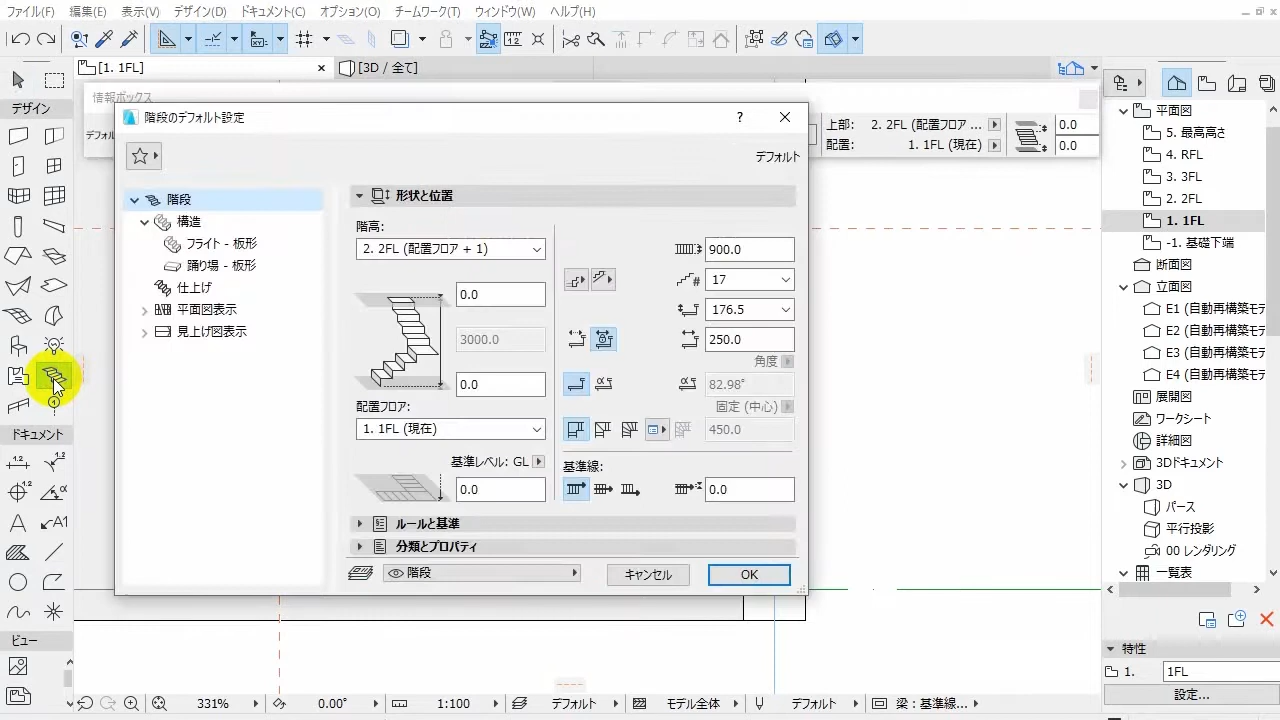 ファイル(F) 編集(E) 表示(V) デザイン(D) ドキュメント(C) オプション(O) チームワーク(T) ウィンドウ(W) ヘルプ(H)
[1. 1FL]
[3D / 全て]
デザイン
情報ボックス
デフォル
上部: 2. 2FL (配置フロア ...
配置: 1. 1FL (現在)
0.0
0.0
階段のデフォルト設定
?
デフォルト
階段
構造
フライト - 板形
踊り場 - 板形
仕上げ
平面図表示
見上げ図表示
形状と位置
階高:
2. 2FL (配置フロア + 1)
0.0
3000.0
0.0
配置フロア:
1. 1FL (現在)
基準レベル: GL
0.0
900.0
17
176.5
250.0
角度
82.98°
固定 (中心)
450.0
基準線:
0.0
ルールと基準
分類とプロパティ
階段
キャンセル
OK
ドキュメント
1.2
1.2
A
A1
ビュー
平面図
5. 最高高さ
4. RFL
3. 3FL
2. 2FL
1. 1FL
-1. 基礎下端
断面図
立面図
E1 (自動再構築モデ
E2 (自動再構築モデ
E3 (自動再構築モデ
E4 (自動再構築モデ
展開図
ワークシート
詳細図
3Dドキュメント
3D
パース
平行投影
00 レンダリング
一覧表
特性
1.
1FL
設定...
331%
0.00°
1:100
デフォルト
モデル全体
デフォルト
梁 : 基準線...